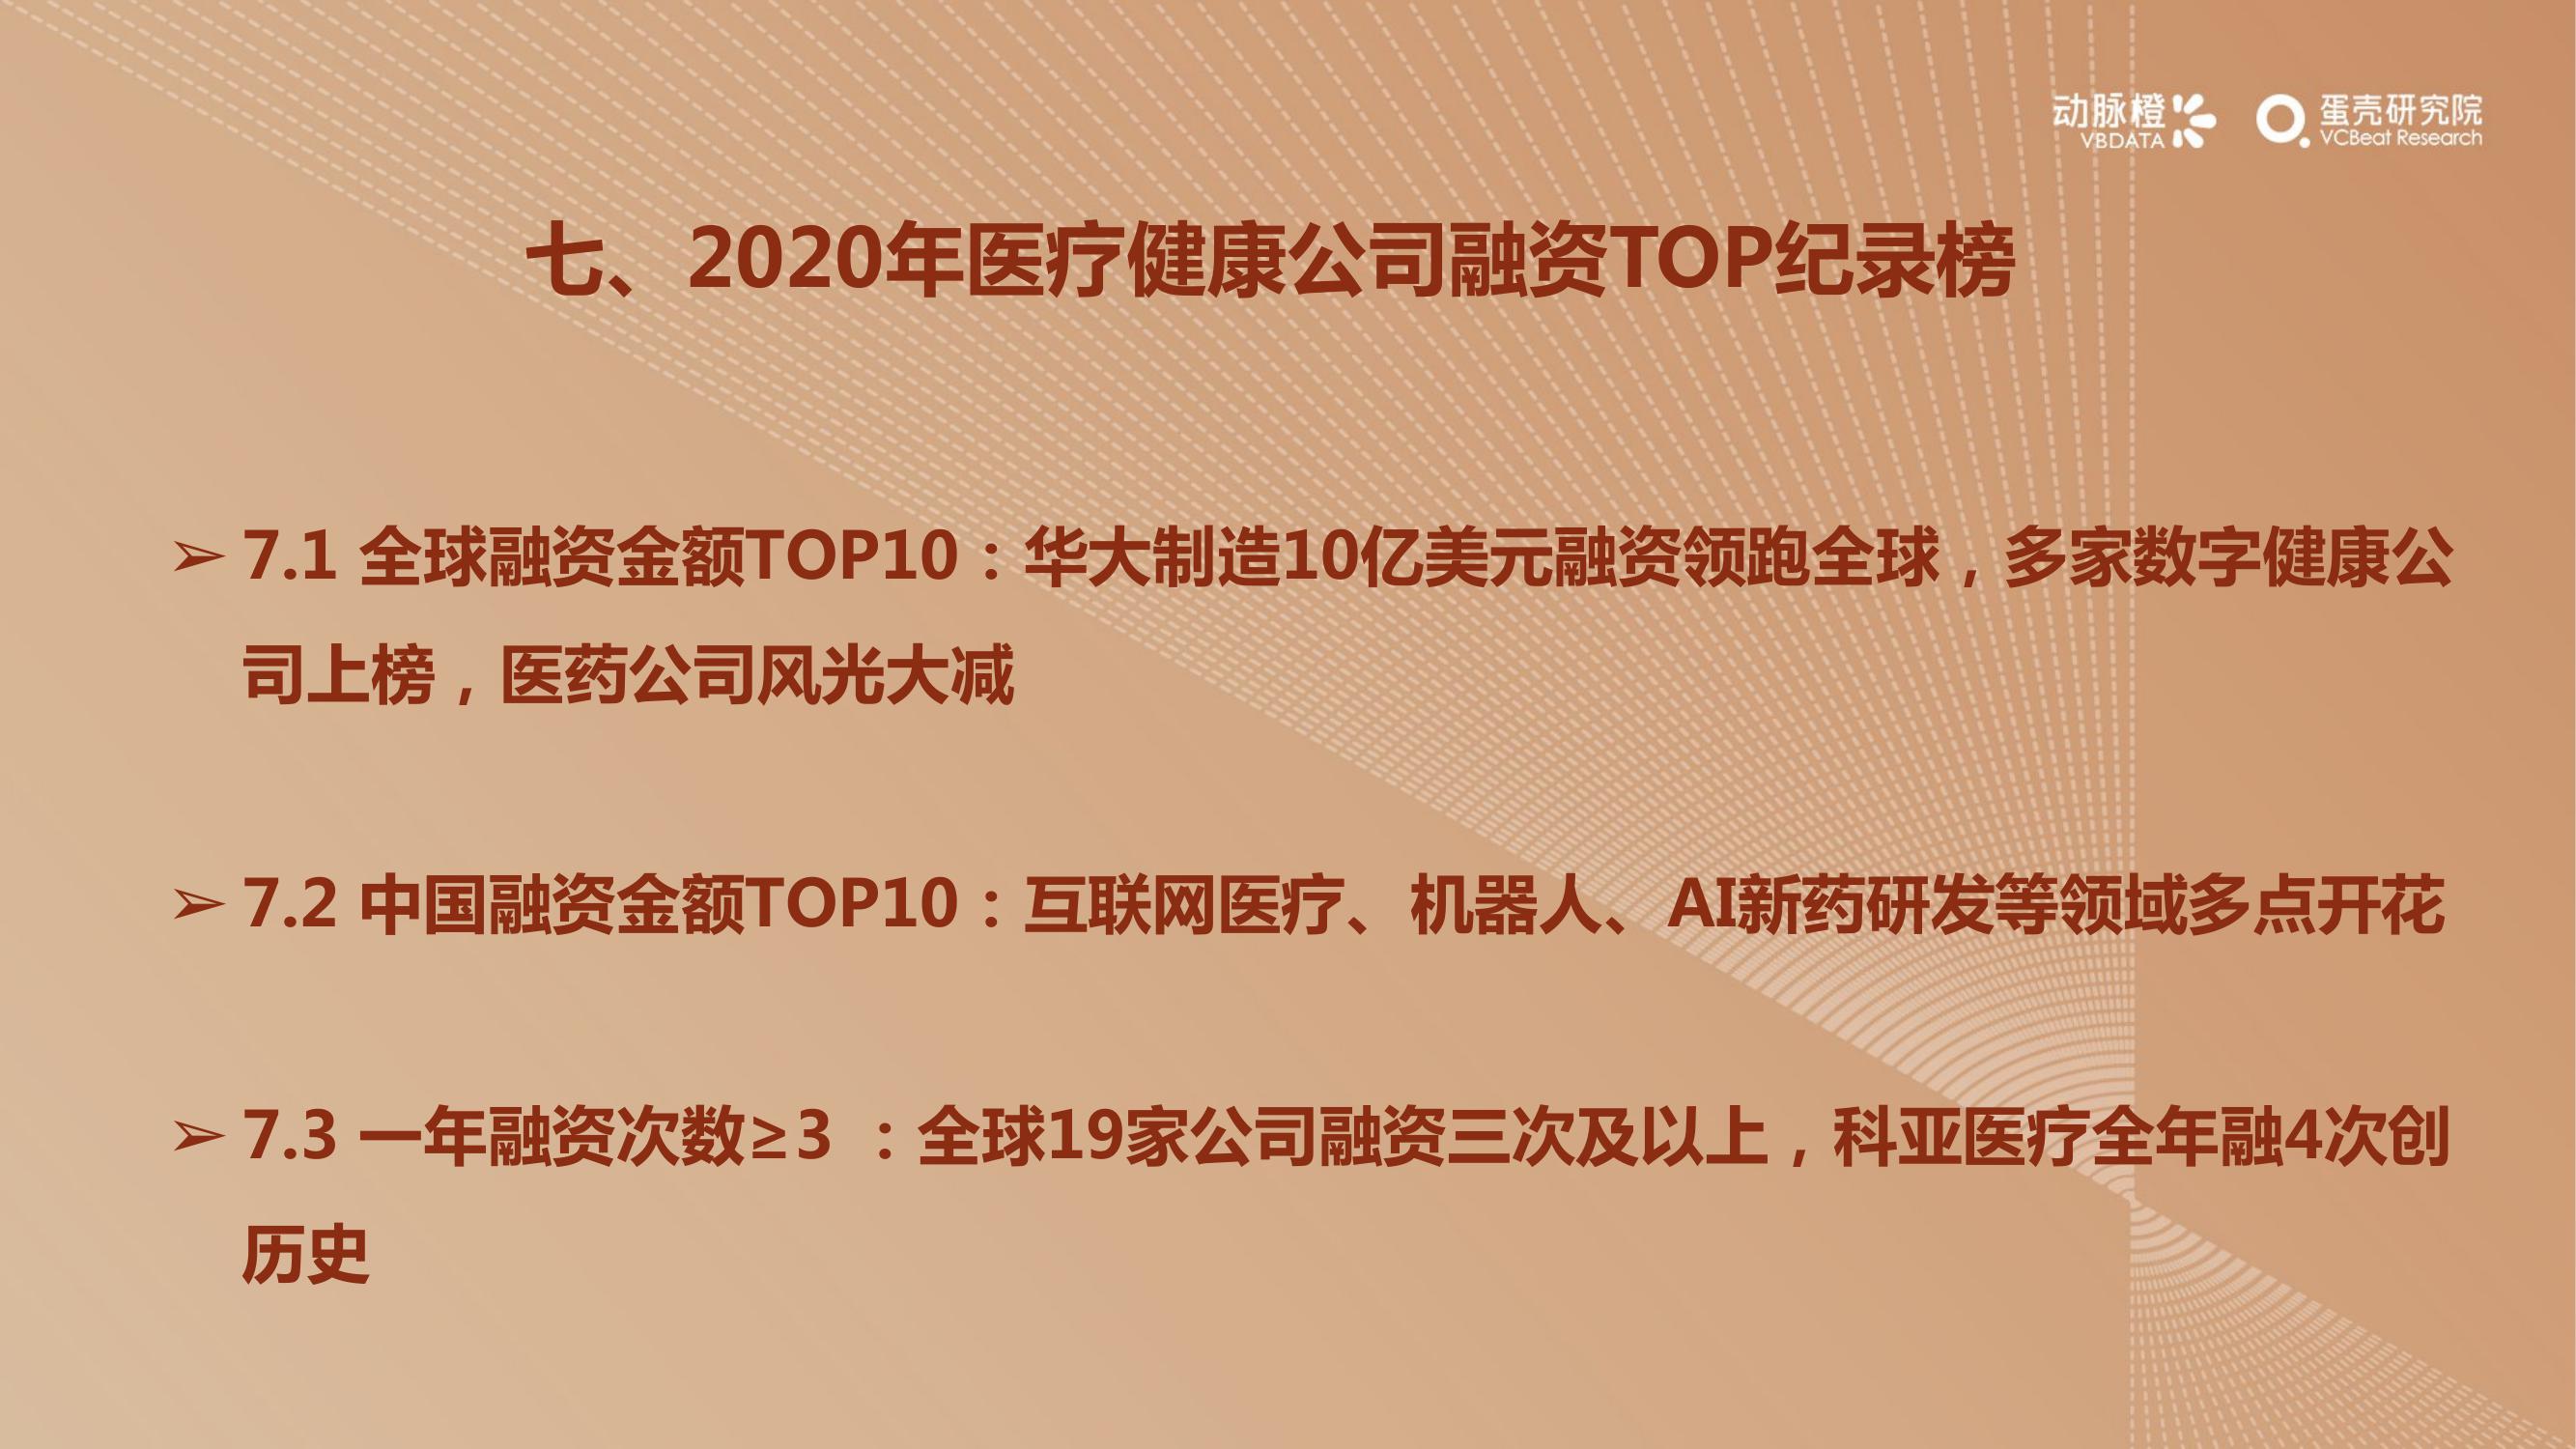 动脉橙
VBDATA
蛋壳研究院
VCBeat Research
七、2020年医疗健康公司融资TOP纪录榜
➢ 7.1 全球融资金额TOP10：华大制造10亿美元融资领跑全球，多家数字健康公
司上榜，医药公司风光大减
➢ 7.2 中国融资金额TOP10：互联网医疗、机器人、AI新药研发等领域多点开花
➢ 7.3 一年融资次数≥3 ：全球19家公司融资三次及以上，科亚医疗全年融4次创
历史